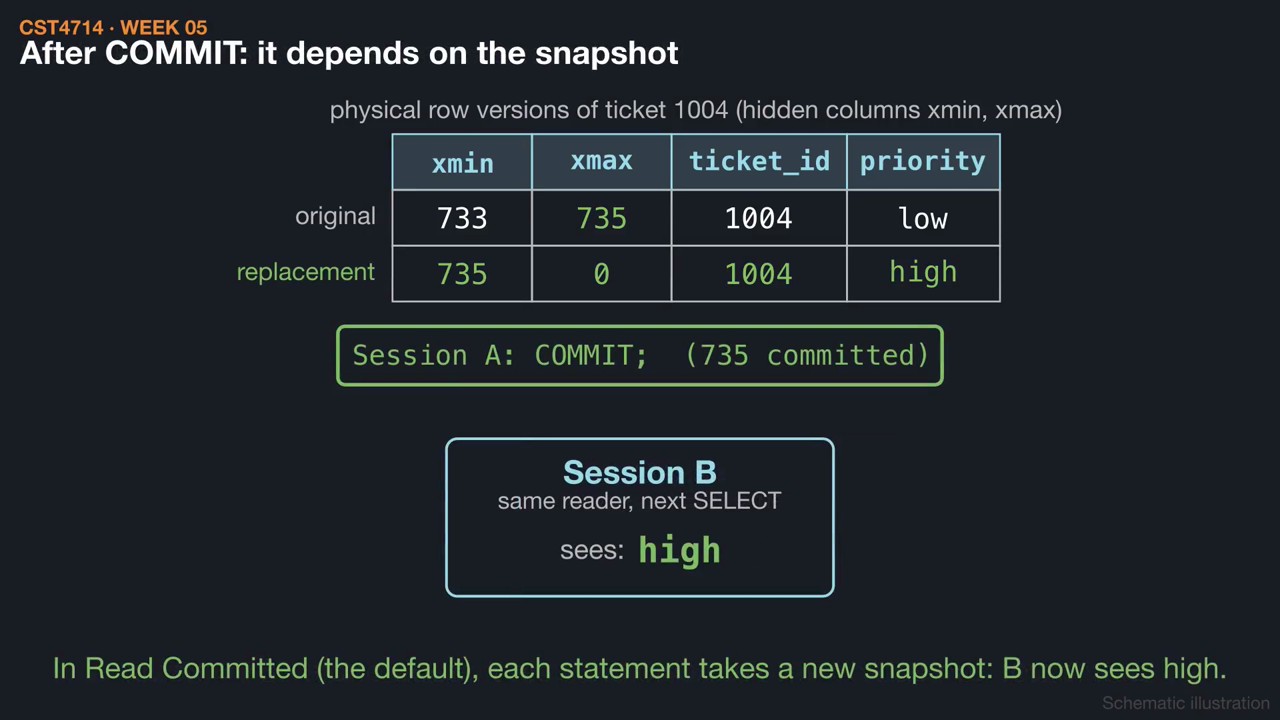 CST4714 · WEEK 05
After COMMIT: it depends on the snapshot
physical row versions of ticket 1004 (hidden columns xmin, xmax)
xmin xmax ticket_id priority
original 733 735 1004 low
replacement 735 0 1004 high
Session A: COMMIT; (735 committed)
Session B
same reader, next SELECT
sees: high
In Read Committed (the default), each statement takes a new snapshot: B now sees high.
Schematic illustration